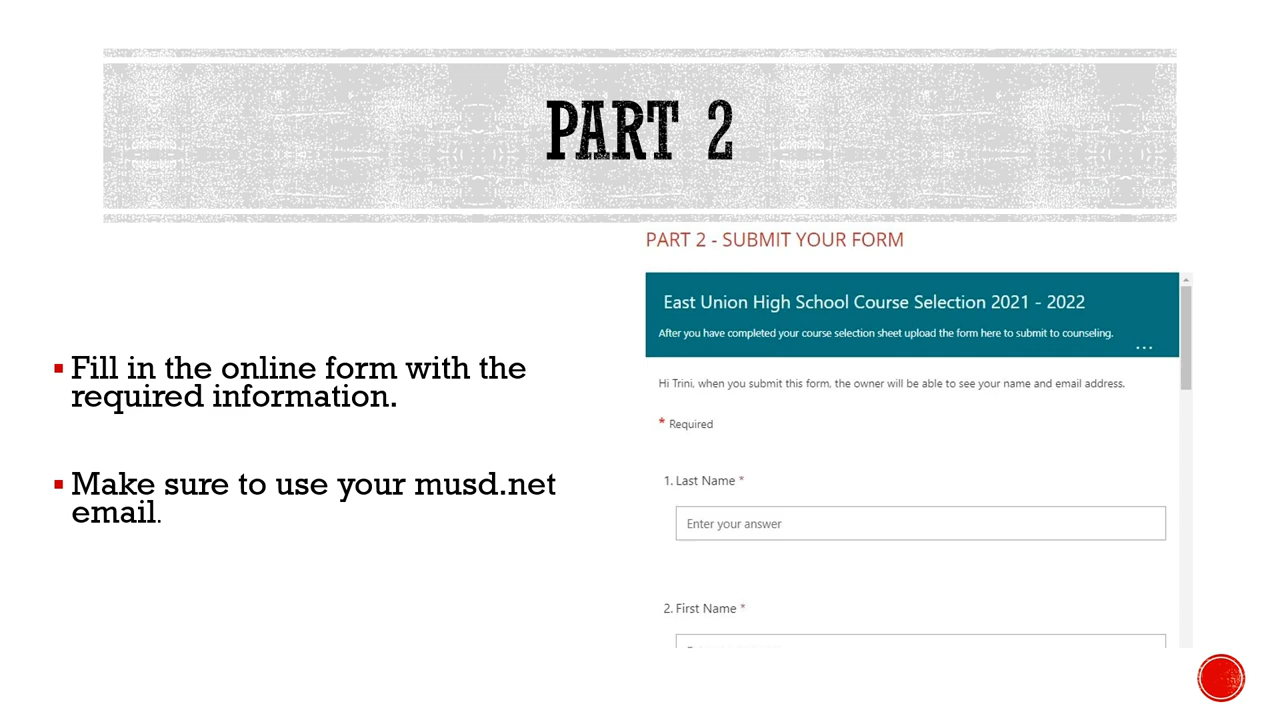 PART 2
Fill in the online form with the
required information.
Make sure to use your musd.net
email.
PART 2 - SUBMIT YOUR FORM
East Union High School Course Selection 2021 - 2022
After you have completed your course selection sheet upload the form here to submit to counseling.
...
Hi Trini, when you submit this form, the owner will be able to see your name and email address.
* Required
1. Last Name *
Enter your answer
2. First Name *